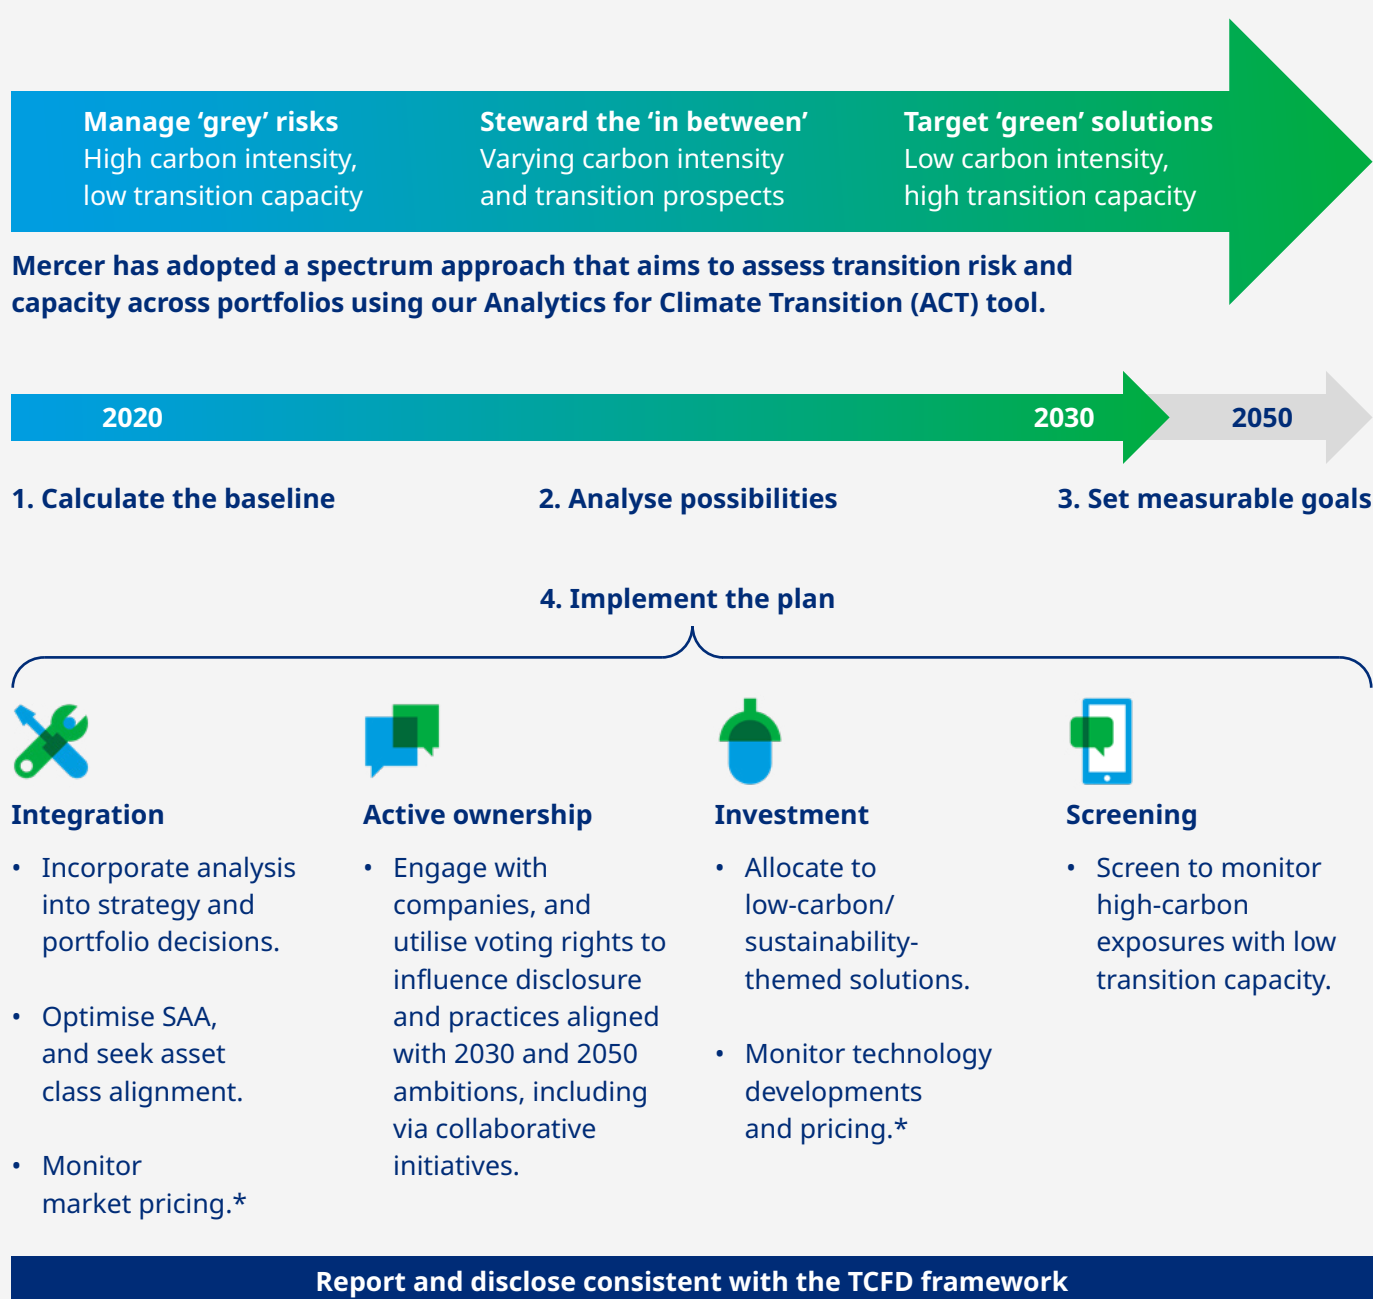 Manage ‘grey’ risks
High carbon intensity,
low transition capacity
Steward the ‘in between’
Varying carbon intensity
and transition prospects
Target ‘green’ solutions
Low carbon intensity,
high transition capacity
Mercer has adopted a spectrum approach that aims to assess transition risk and
capacity across portfolios using our Analytics for Climate Transition (ACT) tool.
2020
2030
2050
1. Calculate the baseline
2. Analyse possibilities
3. Set measurable goals
4. Implement the plan
Integration
• Incorporate analysis
into strategy and
portfolio decisions.
• Optimise SAA,
and seek asset
class alignment.
• Monitor
market pricing.*
Active ownership
• Engage with
companies, and
utilise voting rights to
influence disclosure
and practices aligned
with 2030 and 2050
ambitions, including
via collaborative
initiatives.
Investment
• Allocate to
low-carbon/
sustainability-
themed solutions.
• Monitor technology
developments
and pricing.*
Screening
• Screen to monitor
high-carbon
exposures with low
transition capacity.
Report and disclose consistent with the TCFD framework